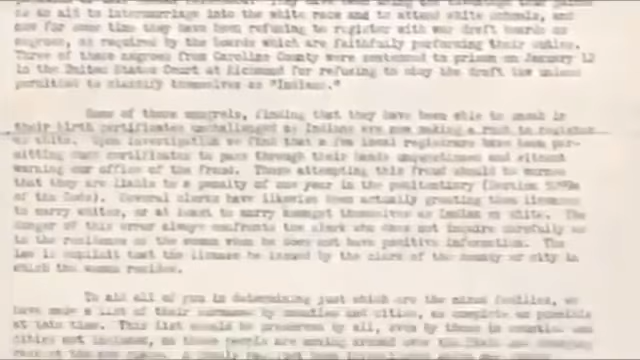 as an aid to intermarriage into the white race and to attend white schools, and
now for some time they have been refusing to register with war draft boards as
negroes, as required by the boards which are faithfully performing their duties.
Three of these negroes from Caroline County were sentenced to prison on January 12
in the United States Court at Richmond for refusing to obey the draft law unless
permitted to classify themselves as "Indians."
Some of these mongrels, finding that they have been able to sneak in
their birth certificates unchallenged as Indians are now making a rush to register
as white. Upon investigation we find that a few local registrars have been per-
mitting such certificates to pass through their hands unquestioned and without
warning our office of the fraud. Those attempting this fraud should be warned
that they are liable to a penalty of one year in the penitentiary (Section
of the Code). Several clerks have likewise been actually granting them licenses
to marry whites, or at least to marry amongst themselves as Indian or white. The
danger of this error always confronts the clerk who does not inquire carefully as
to the residence of the woman when he does not have positive information. The
law is explicit that the license be issued by the clerk of the county or city in
which the woman resides.
To aid all of you in determining just which are the mixed families, we
have made a list of their surnames by counties and cities, as complete as possible
at this time. This list should be preserved by all, even by those in counties and
cities not included, as these people are moving around over the State and changing
race at the new place.